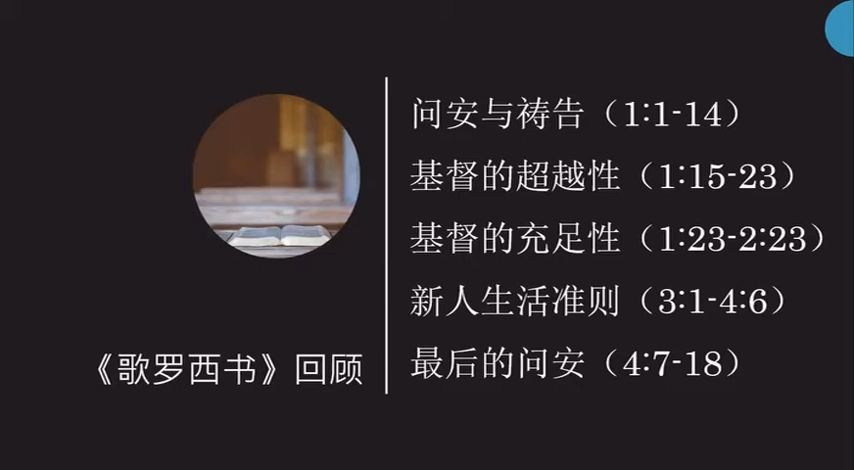 问安与祷告（1:1-14）
基督的超越性（1:15-23）
基督的充足性（1:23-2:23）
新人生活准则（3:1-4:6）
最后的问安（4:7-18）
《歌罗西书》回顾